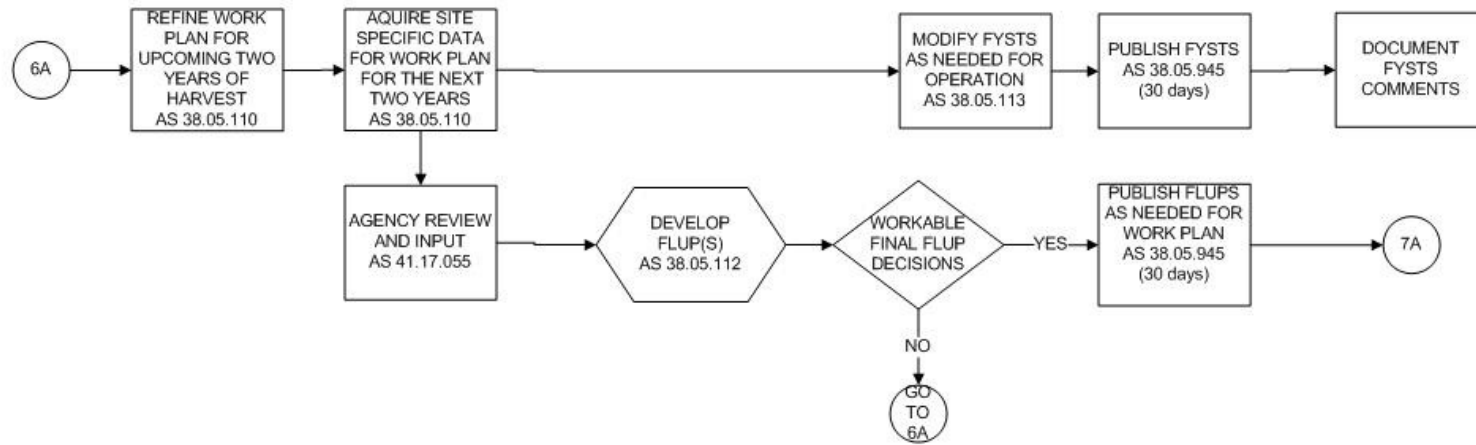 6A
REFINE WORK
PLAN FOR
UPCOMING TWO
YEARS OF
HARVEST
AS 38.05.110
AQUIRE SITE
SPECIFIC DATA
FOR WORK PLAN
FOR THE NEXT
TWO YEARS
AS 38.05.110
MODIFY FYSTS
AS NEEDED FOR
OPERATION
AS 38.05.113
PUBLISH FYSTS
AS 38.05.945
(30 days)
DOCUMENT
FYSTS
COMMENTS
AGENCY REVIEW
AND INPUT
AS 41.17.055
DEVELOP
FLUP(S)
AS 38.05.112
WORKABLE
FINAL FLUP
DECISIONS
YES
PUBLISH FLUPS
AS NEEDED FOR
WORK PLAN
AS 38.05.945
(30 days)
7A
NO
GO
TO
6A